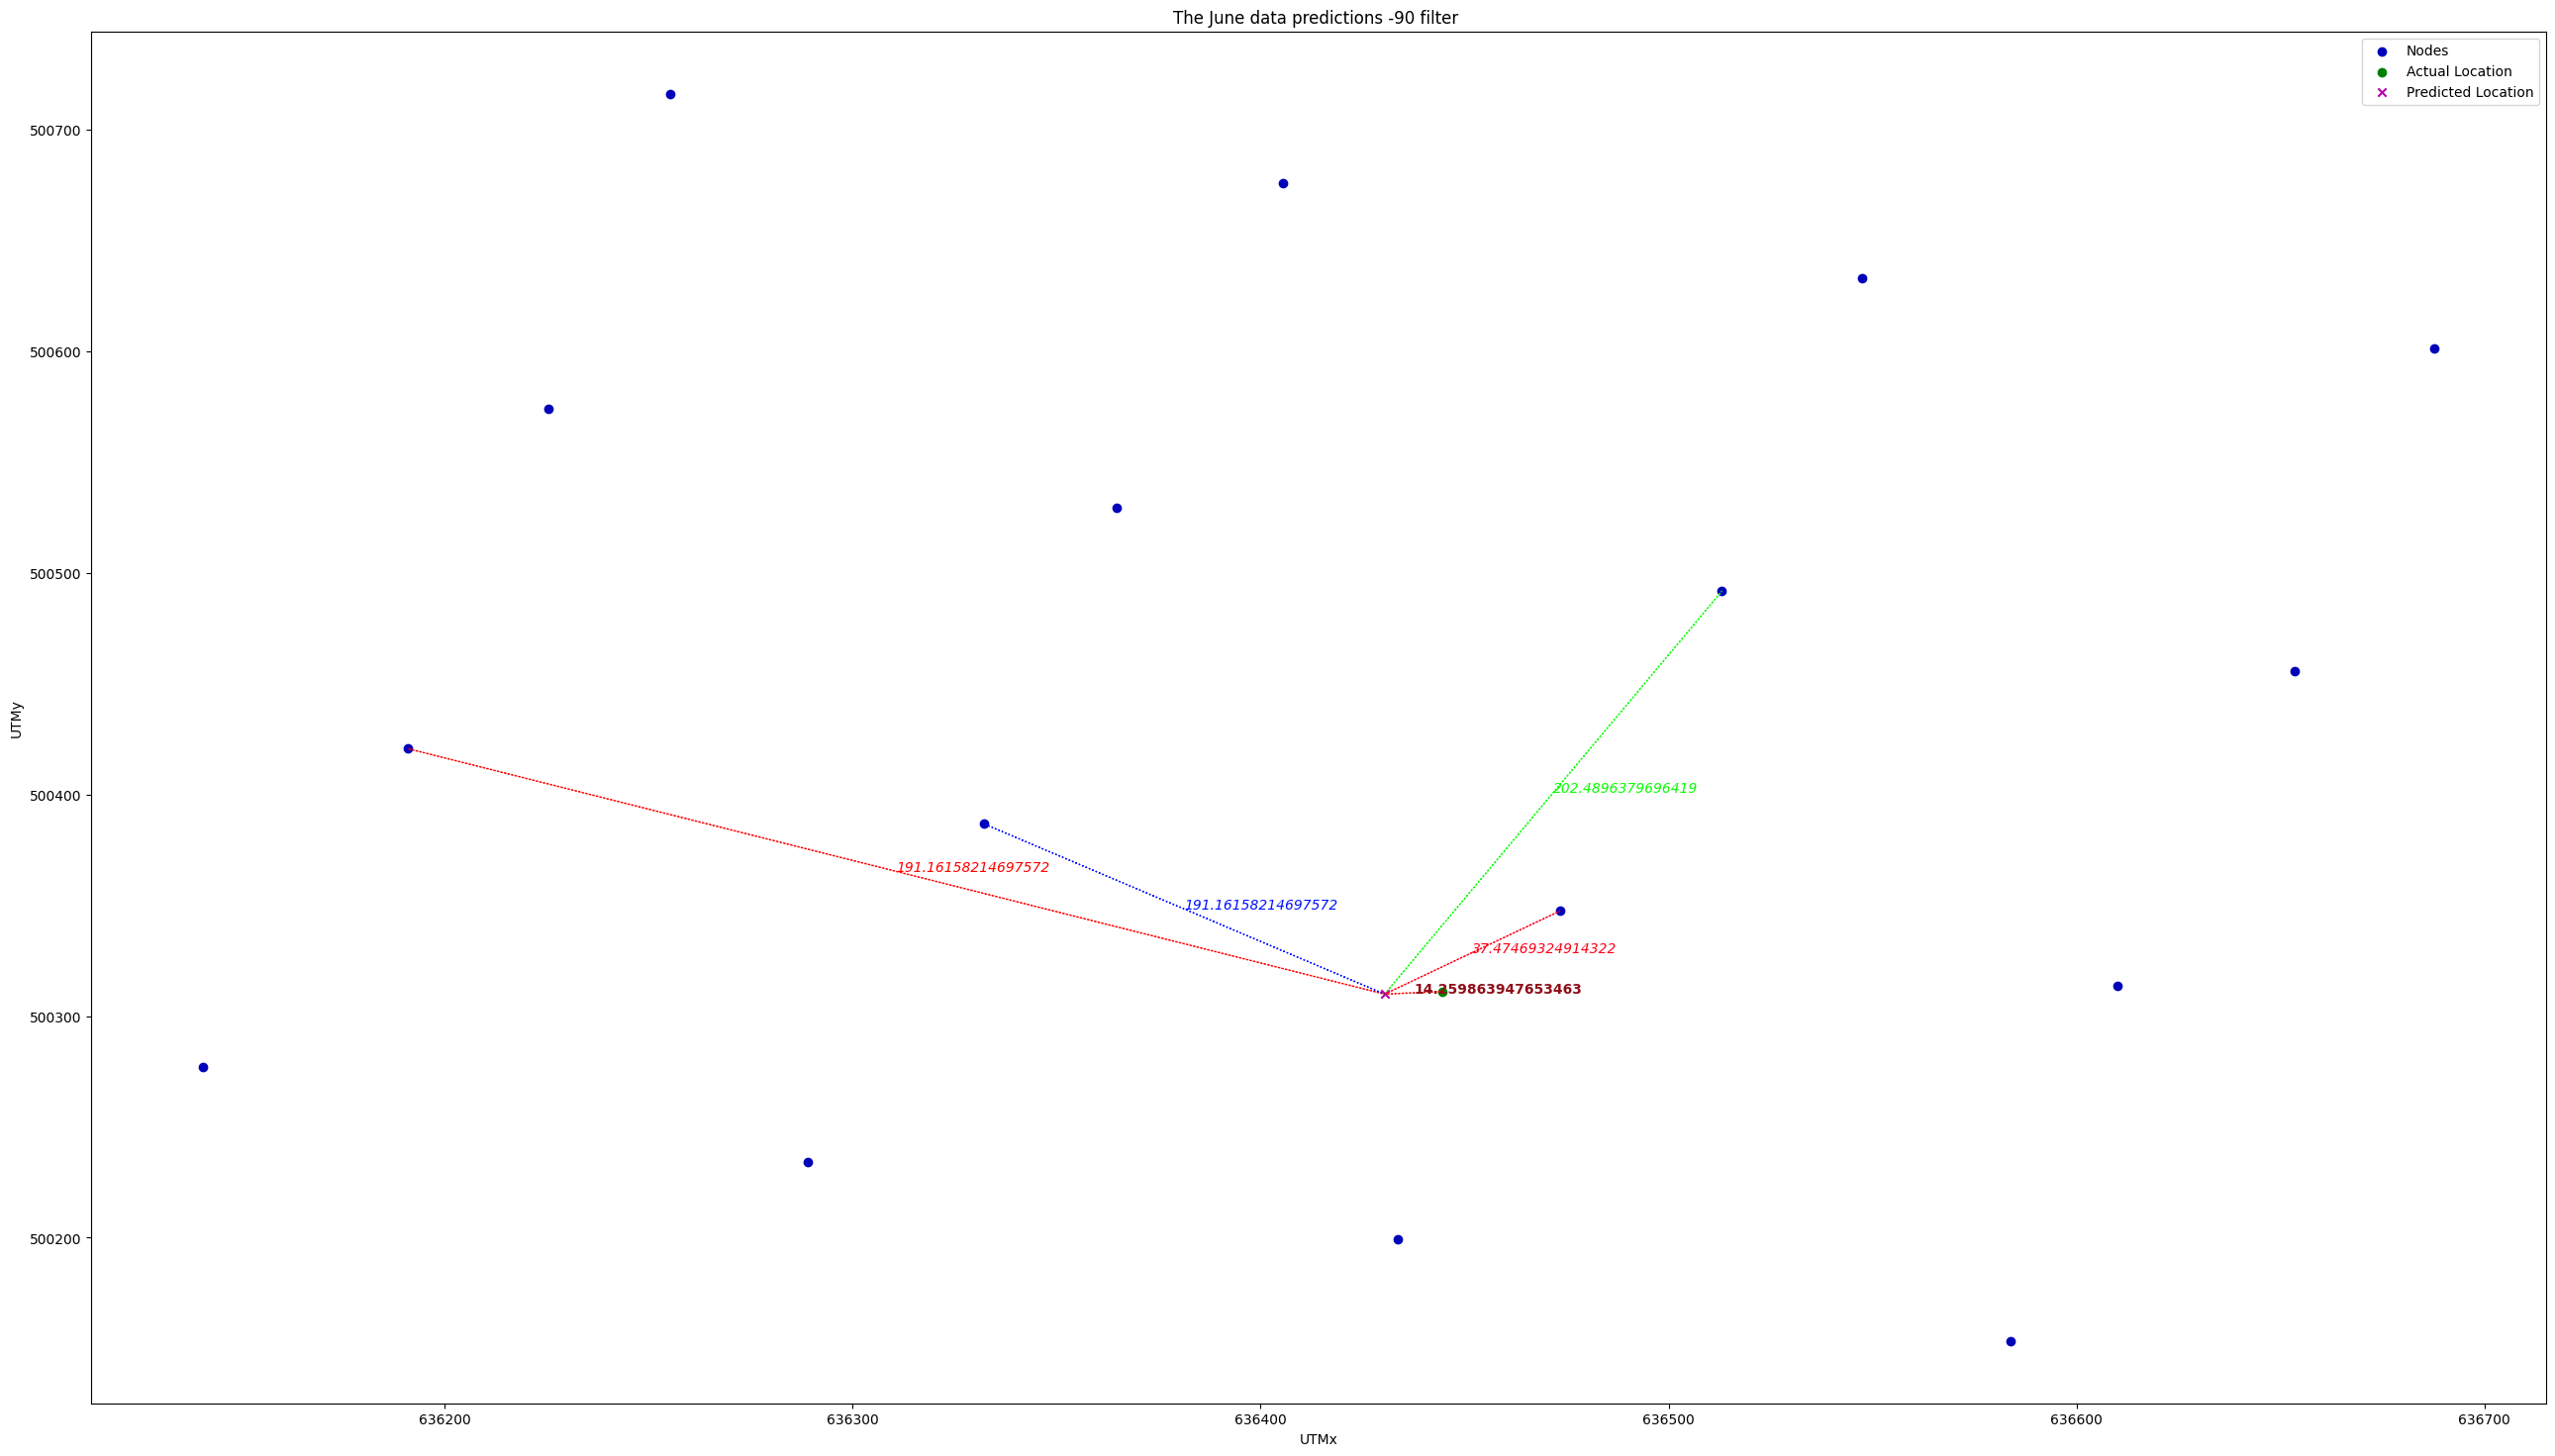 The June data predictions -90 filter
Nodes
Actual Location
Predicted Location
500700
500600
500500
500400
500300
500200
UTMy
202.4896379696419
191.16158214697572
191.16158214697572
37.47469324914322
14.259863947653463
636200
636300
636400
636500
636600
636700
UTMx